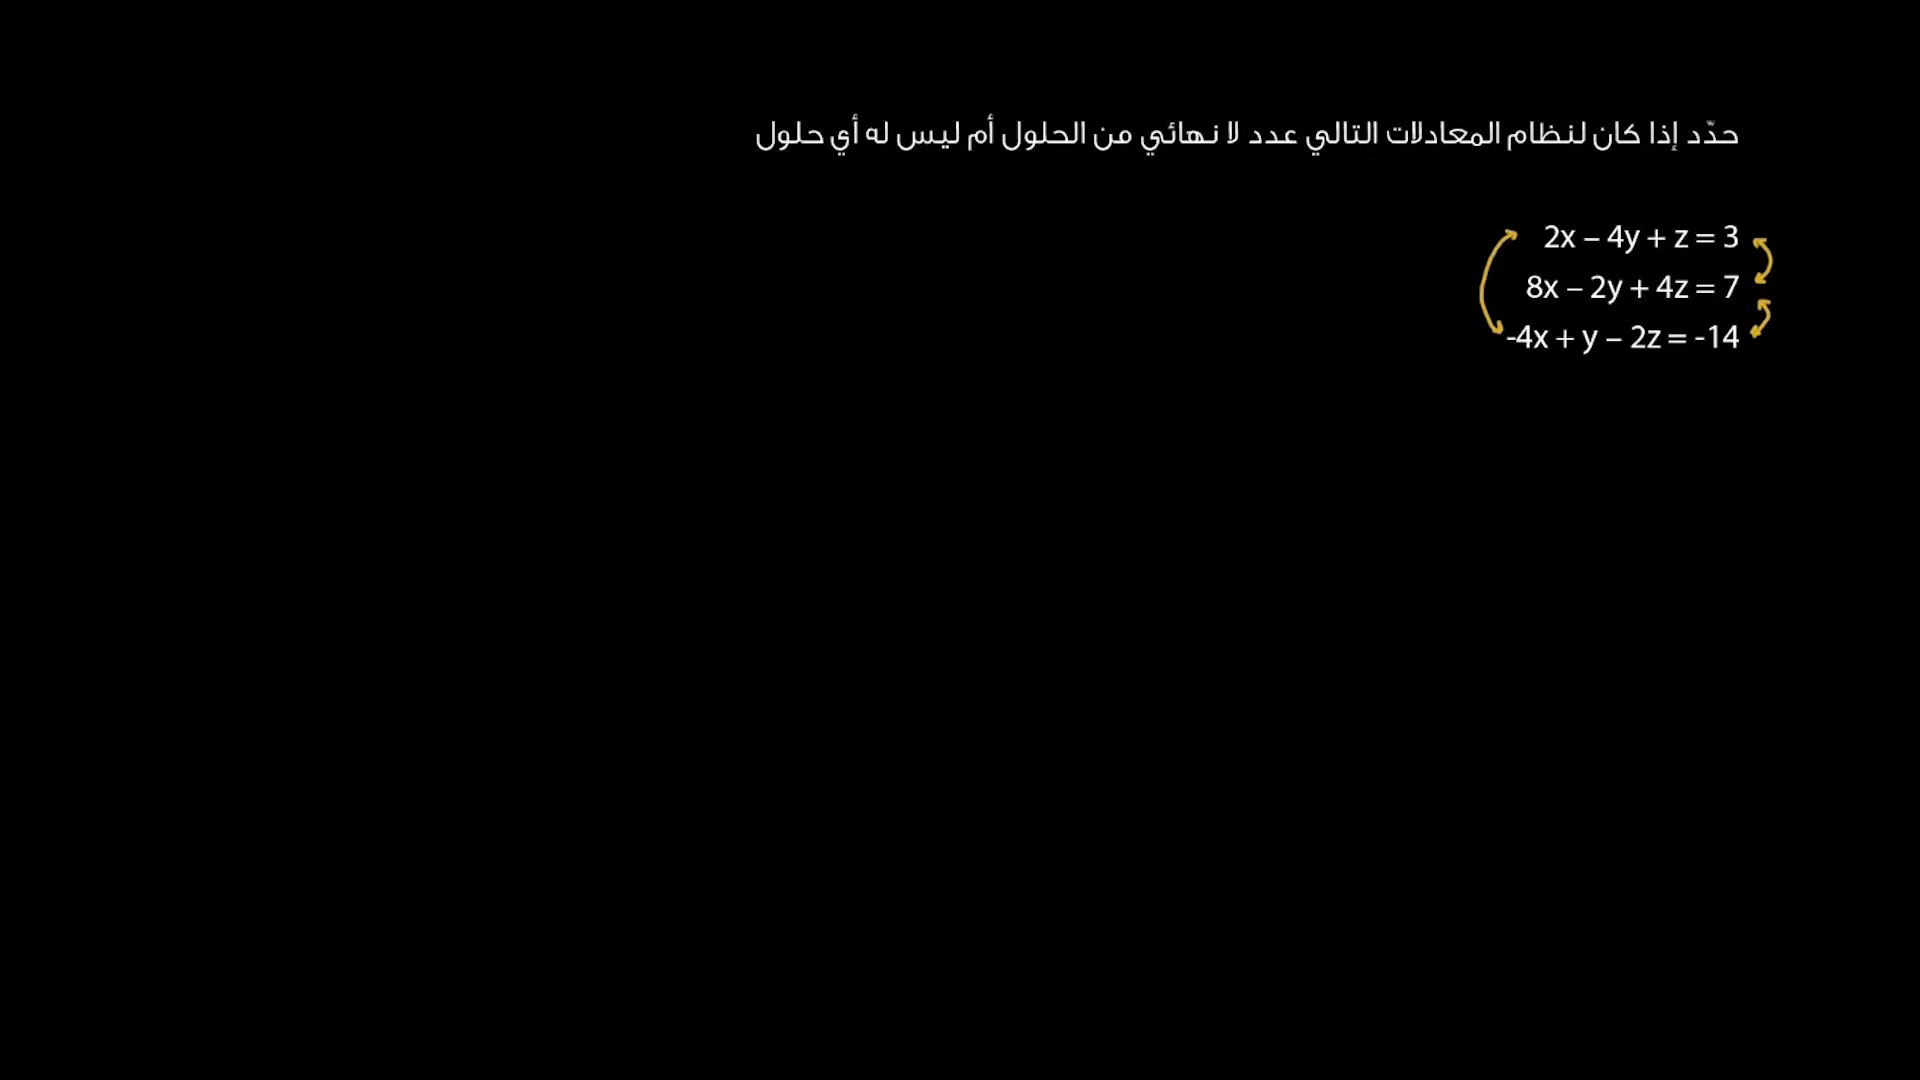 حدّد إذا كان لنظام المعادلات التالي عدد لا نهائي من الحلول أم ليس له أي حلول
2x – 4y + z = 3
8x – 2y + 4z = 7
-4x + y – 2z = -14